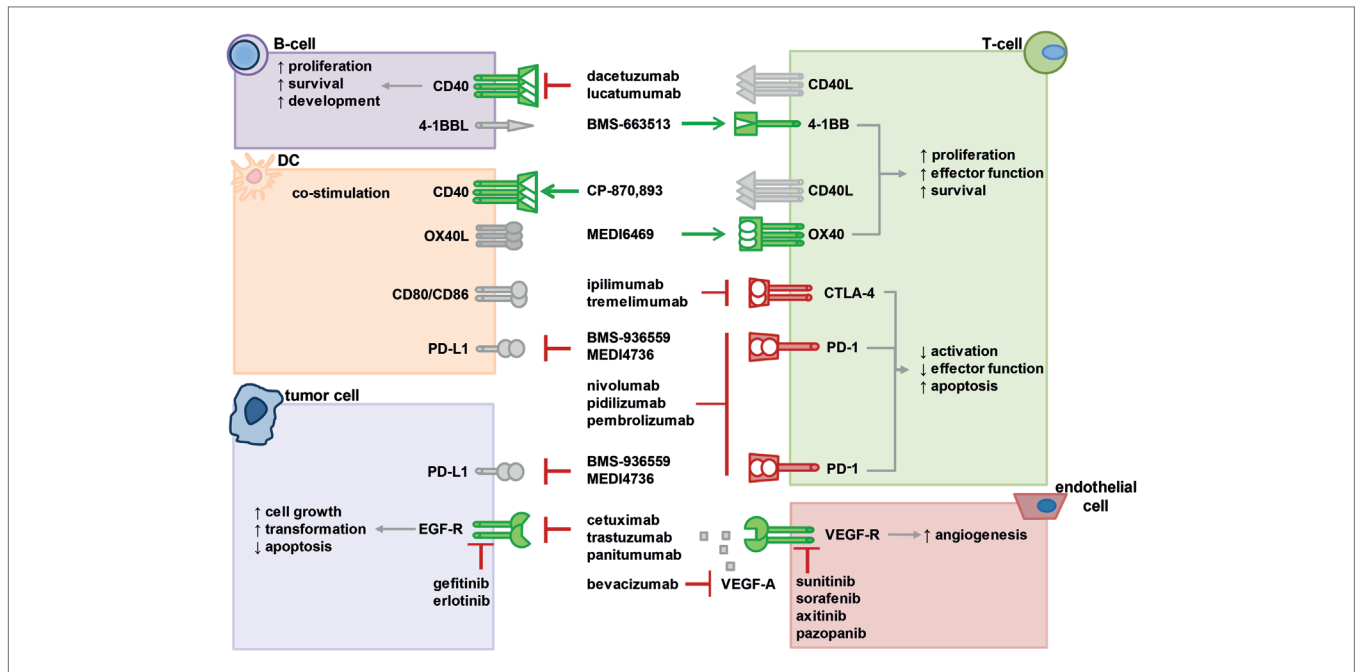 B-cell
↑ proliferation
↑ survival
↑ development
CD40
4-1BBL
dacetuzumab
lucatumumab
BMS-663513
T-cell
CD40L
4-1BB
↑ proliferation
↑ effector function
↑ survival
DC
co-stimulation
CD40
CP-870,893
CD40L
OX40L
MEDI6469
OX40
CD80/CD86
ipilimumab
tremelimumab
CTLA-4
PD-L1
BMS-936559
MEDI4736
PD-1
↓ activation
↓ effector function
↑ apoptosis
nivolumab
pidilizumab
pembrolizumab
tumor cell
PD-L1
BMS-936559
MEDI4736
PD-1
↑ cell growth
↑ transformation
↓ apoptosis
EGF-R
cetuximab
trastuzumab
panitumumab
gefitinib
erlotinib
bevacizumab
VEGF-A
endothelial
cell
VEGF-R
↑ angiogenesis
sunitinib
sorafenib
axitinib
pazopanib